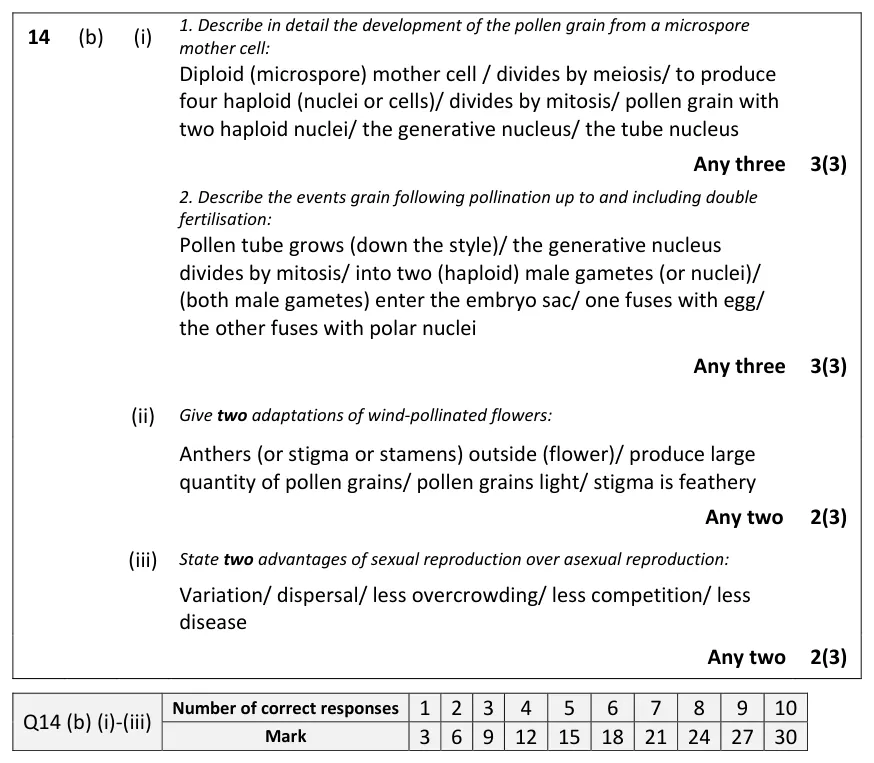 14 (b) (i) 1. Describe in detail the development of the pollen grain from a microspore
mother cell:
Diploid (microspore) mother cell / divides by meiosis/ to produce
four haploid (nuclei or cells)/ divides by mitosis/ pollen grain with
two haploid nuclei/ the generative nucleus/ the tube nucleus
Any three 3(3)
2. Describe the events grain following pollination up to and including double
fertilisation:
Pollen tube grows (down the style)/ the generative nucleus
divides by mitosis/ into two (haploid) male gametes (or nuclei)/
(both male gametes) enter the embryo sac/ one fuses with egg/
the other fuses with polar nuclei
Any three 3(3)
(ii) Give two adaptations of wind-pollinated flowers:
Anthers (or stigma or stamens) outside (flower)/ produce large
quantity of pollen grains/ pollen grains light/ stigma is feathery
Any two 2(3)
(iii) State two advantages of sexual reproduction over asexual reproduction:
Variation/ dispersal/ less overcrowding/ less competition/ less
disease
Any two 2(3)
Q14 (b) (i)-(iii) Number of correct responses 1 2 3 4 5 6 7 8 9 10
Mark 3 6 9 12 15 18 21 24 27 30